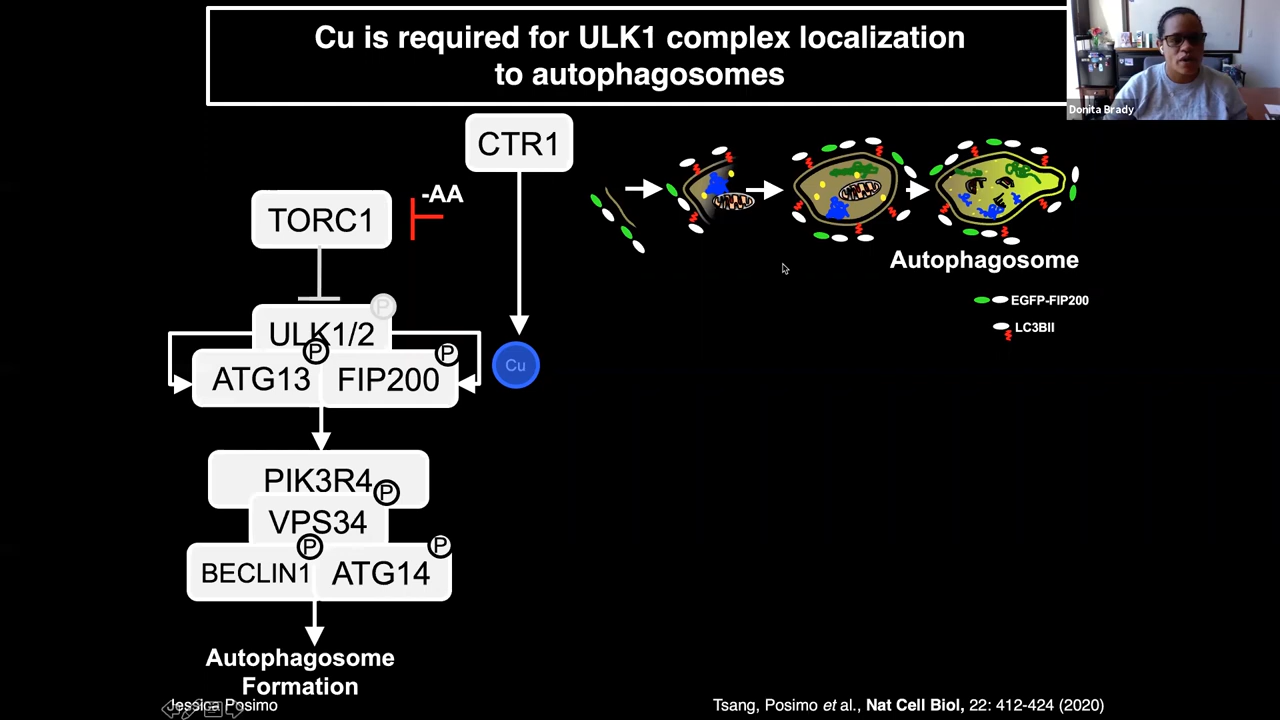 Cu is required for ULK1 complex localization
to autophagosomes
Donita Brady
CTR1
-AA
TORC1
P
ULK1/2
P
P
ATG13
FIP200
Cu
PIK3R4
P
VPS34
P
P
BECLIN1
ATG14
Autophagosome
Formation
Autophagosome
EGFP-FIP200
LC3BII
Jessica Posimo
Tsang, Posimo et al., Nat Cell Biol, 22: 412-424 (2020)